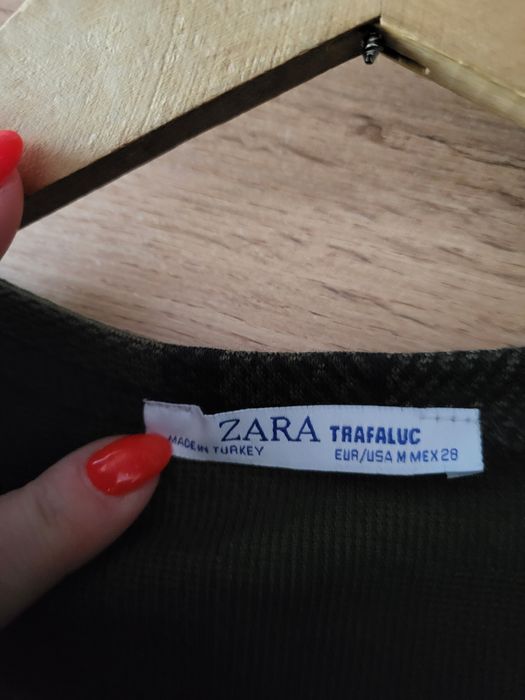 ZARA TRAFALUC
MADE IN TURKEY
EUR/USA M MEX 28